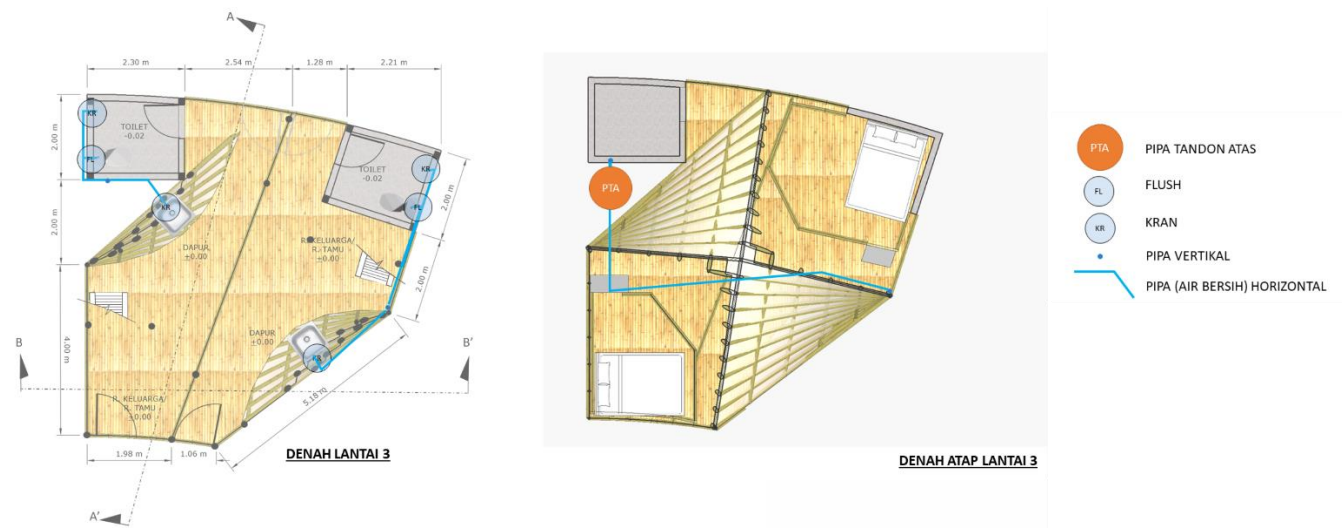 A
2.30 m
2.54 m
1.28 m
2.21 m
2.00 m
KR
TOILET
-0.02
FL
TOILET
-0.02
KR
FL
2.00 m
2.00 m
KR
DAPUR
±0.00
R. KELUARGA/
R. TAMU
±0.00
2.00 m
4.00 m
DAPUR
±0.00
KR
B
B'
5.18 m
R. KELUARGA/
R. TAMU
±0.00
1.98 m
1.06 m
A'
DENAH LANTAI 3
PTA
DENAH ATAP LANTAI 3
PTA
PIPA TANDON ATAS
FL
FLUSH
KR
KRAN
PIPA VERTIKAL
PIPA (AIR BERSIH) HORIZONTAL